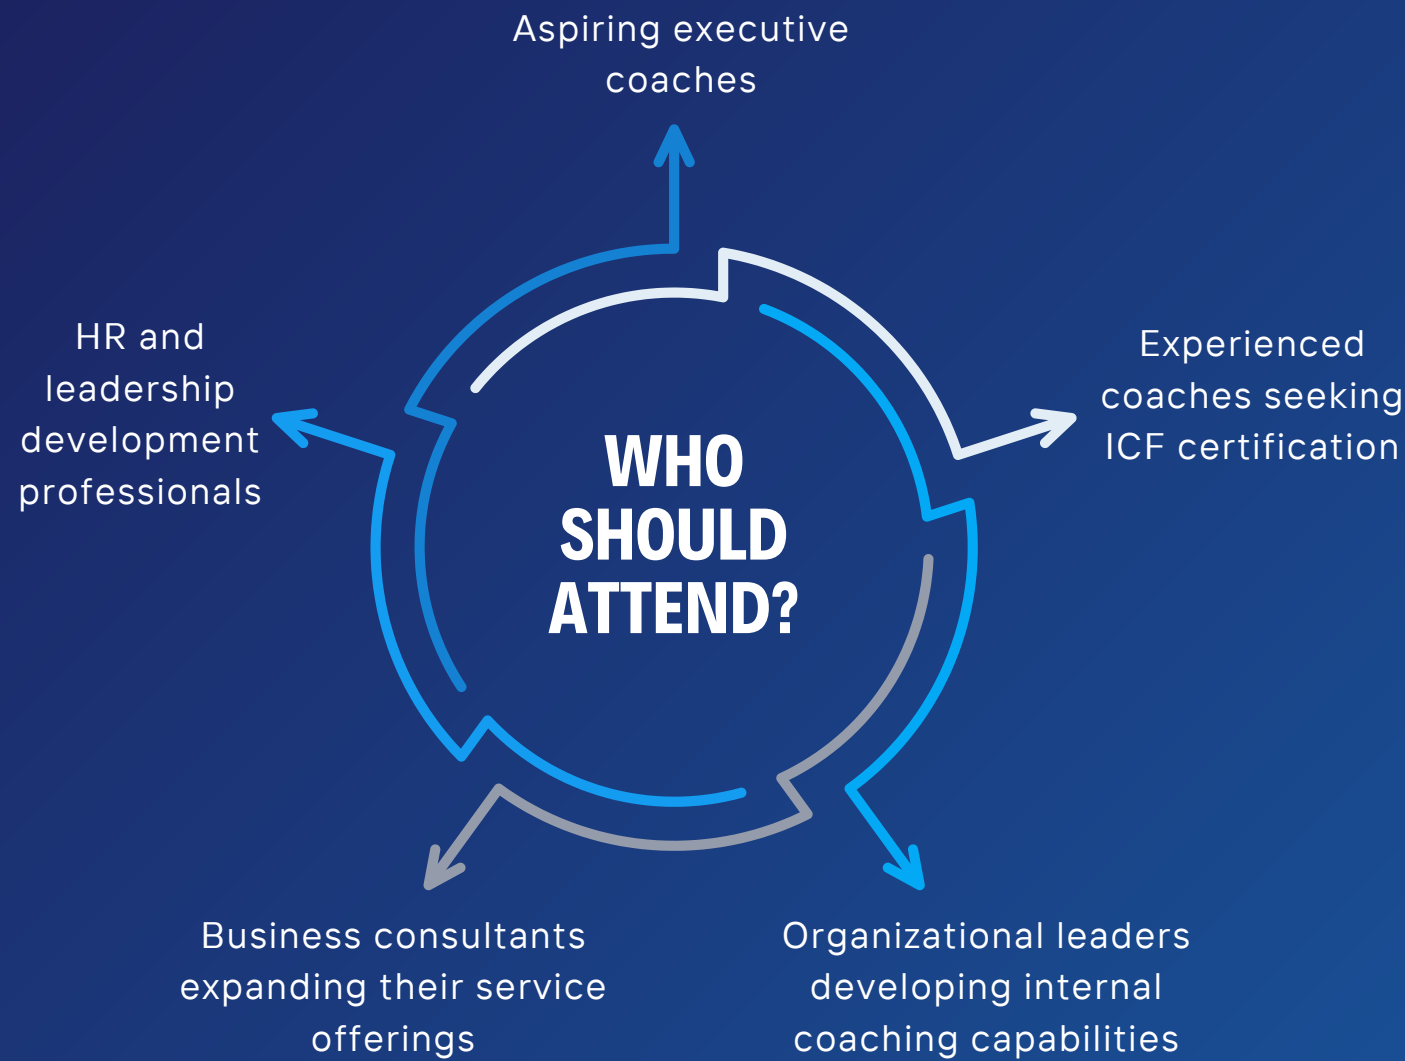 Aspiring executive
coaches
HR and
leadership
development
professionals
Experienced
coaches seeking
ICF certification
WHO
SHOULD
ATTEND?
Business consultants
expanding their service
offerings
Organizational leaders
developing internal
coaching capabilities